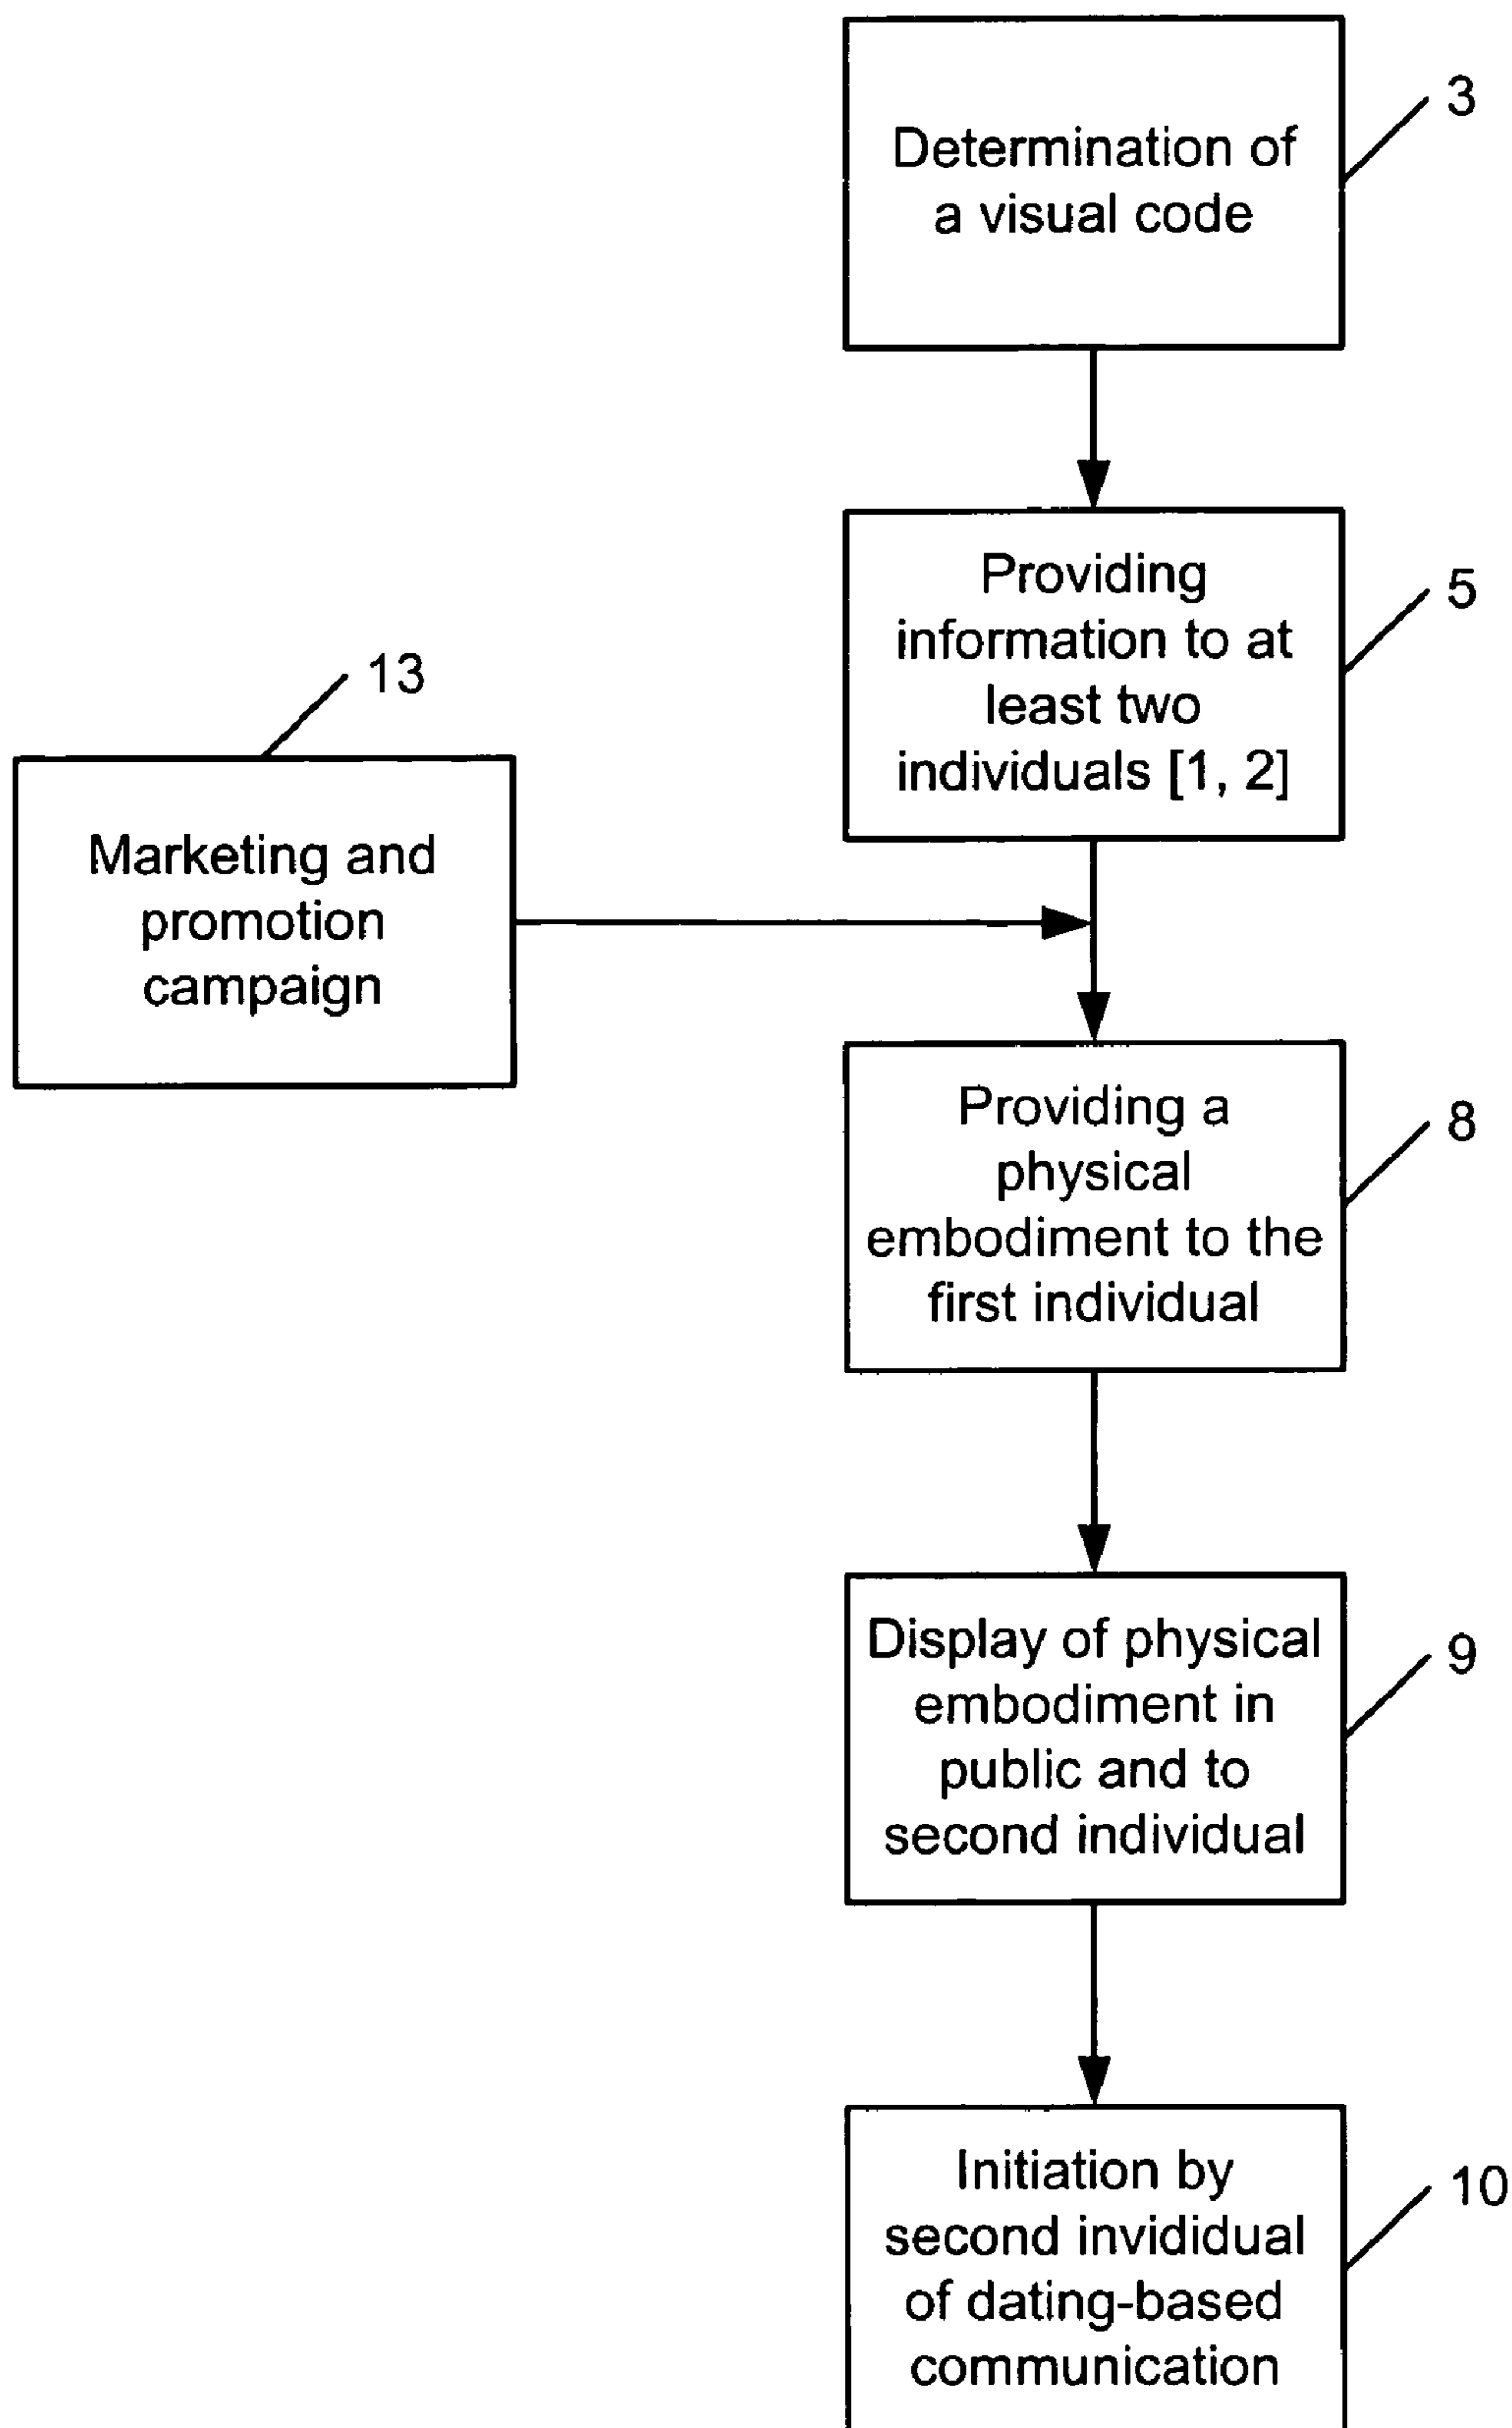 Determination of
a visual code
3
Providing
information to at
least two
individuals [1, 2]
5
13
Marketing and
promotion
campaign
Providing a
physical
embodiment to the
first individual
8
Display of physical
embodiment in
public and to
second individual
9
Initiation by
second invididual
of dating-based
communication
10